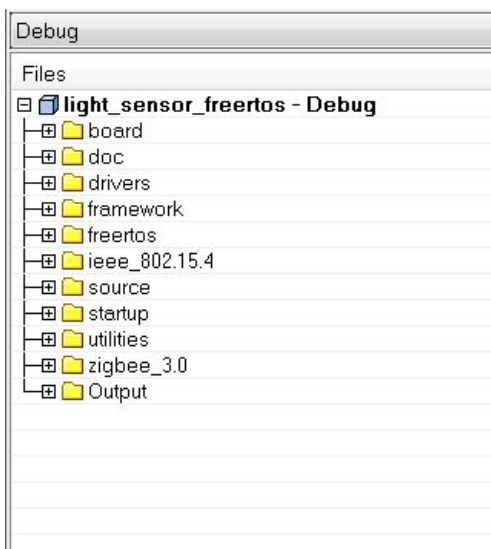 Debug
Files
light_sensor_freertos - Debug
board
doc
drivers
framework
freertos
ieee_802.15.4
source
startup
utilities
zigbee_3.0
Output